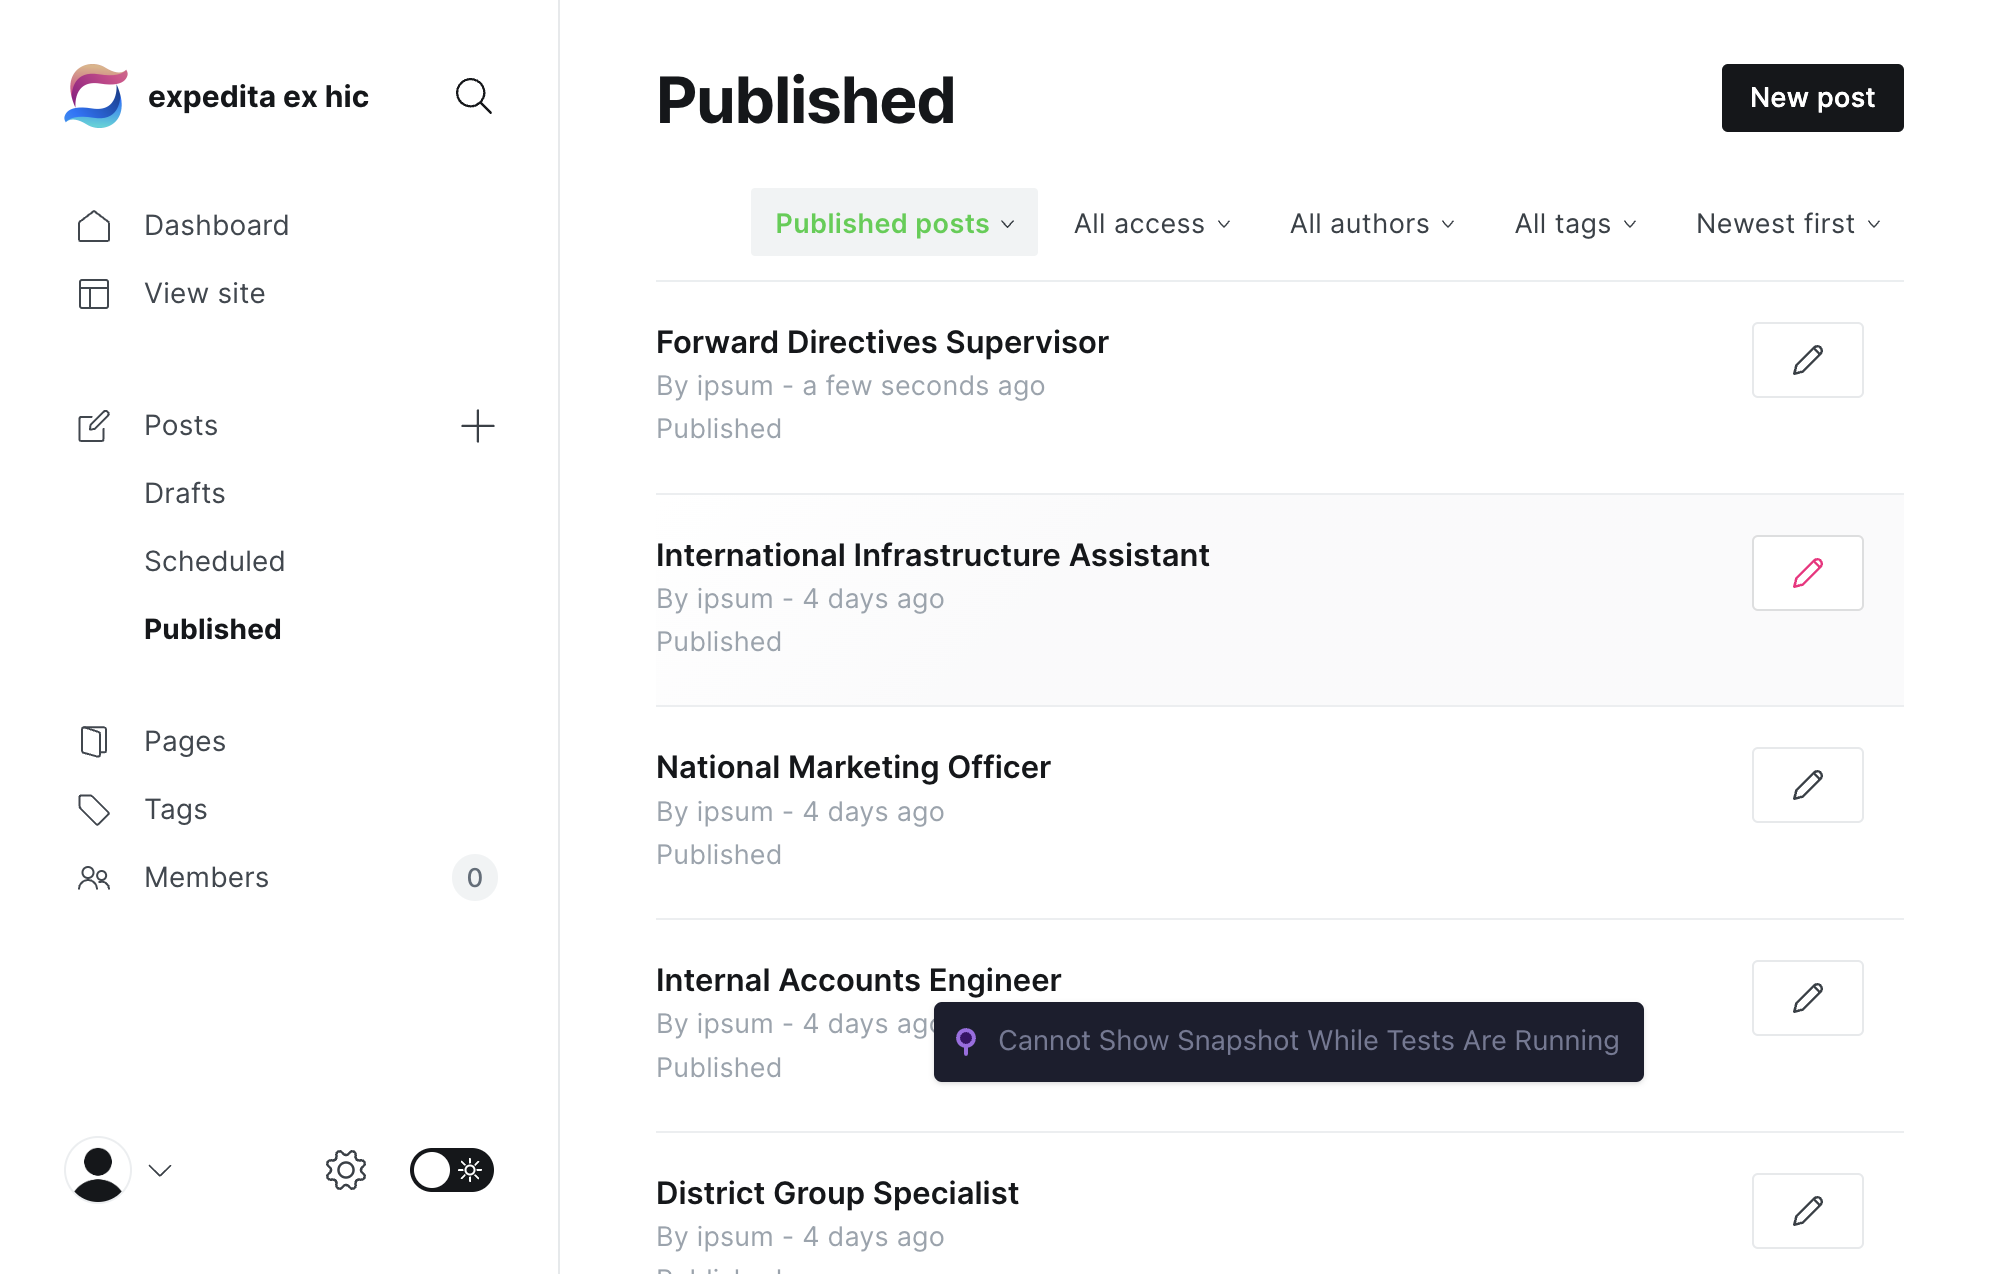 expedita ex hic
Dashboard
View site
Posts
Drafts
Scheduled
Published
Pages
Tags
Members 0
Published
New post
Published posts All access All authors All tags Newest first
Forward Directives Supervisor
By ipsum - a few seconds ago
Published
International Infrastructure Assistant
By ipsum - 4 days ago
Published
National Marketing Officer
By ipsum - 4 days ago
Published
Internal Accounts Engineer
By ipsum - 4 days ago
Published
Cannot Show Snapshot While Tests Are Running
District Group Specialist
By ipsum - 4 days ago